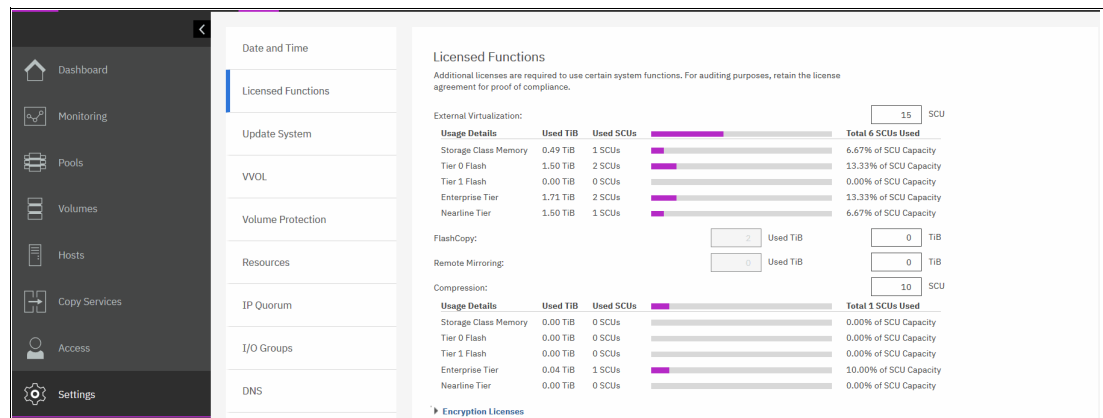 Dashboard
Monitoring
Pools
Volumes
Hosts
Copy Services
Access
Settings
Date and Time
Licensed Functions
Update System
VVOL
Volume Protection
Resources
IP Quorum
I/O Groups
DNS
Licensed Functions
Additional licenses are required to use certain system functions. For auditing purposes, retain the license
agreement for proof of compliance.
External Virtualization: 15 SCU
Usage Details Used TiB Used SCUs Total 6 SCUs Used
Storage Class Memory 0.49 TiB 1 SCUs 6.67% of SCU Capacity
Tier 0 Flash 1.50 TiB 2 SCUs 13.33% of SCU Capacity
Tier 1 Flash 0.00 TiB 0 SCUs 0.00% of SCU Capacity
Enterprise Tier 1.71 TiB 2 SCUs 13.33% of SCU Capacity
Nearline Tier 1.50 TiB 1 SCUs 6.67% of SCU Capacity
FlashCopy: 2 Used TiB 0 TiB
Remote Mirroring: 0 Used TiB 0 TiB
Compression: 10 SCU
Usage Details Used TiB Used SCUs Total 1 SCUs Used
Storage Class Memory 0.00 TiB 0 SCUs 0.00% of SCU Capacity
Tier 0 Flash 0.00 TiB 0 SCUs 0.00% of SCU Capacity
Tier 1 Flash 0.00 TiB 0 SCUs 0.00% of SCU Capacity
Enterprise Tier 0.04 TiB 1 SCUs 10.00% of SCU Capacity
Nearline Tier 0.00 TiB 0 SCUs 0.00% of SCU Capacity
Encryption Licenses